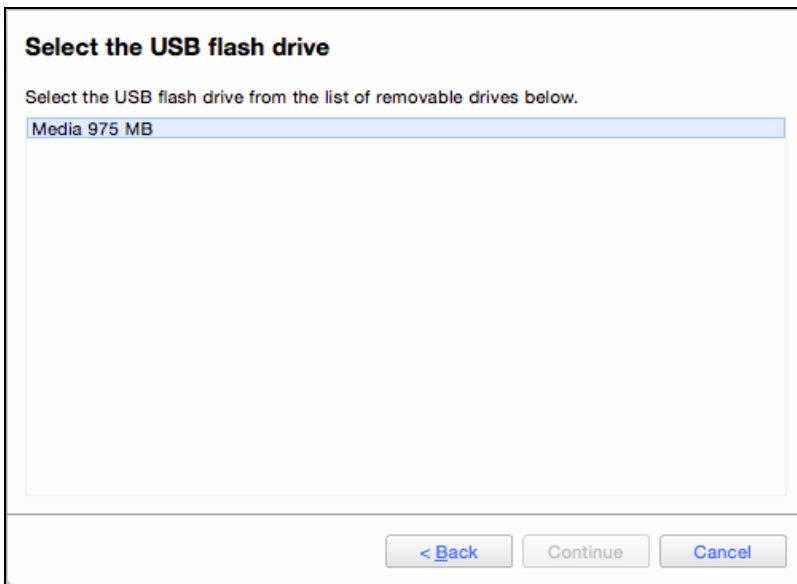 Select the USB flash drive
Select the USB flash drive from the list of removable drives below.
Media 975 MB
< Back Continue Cancel